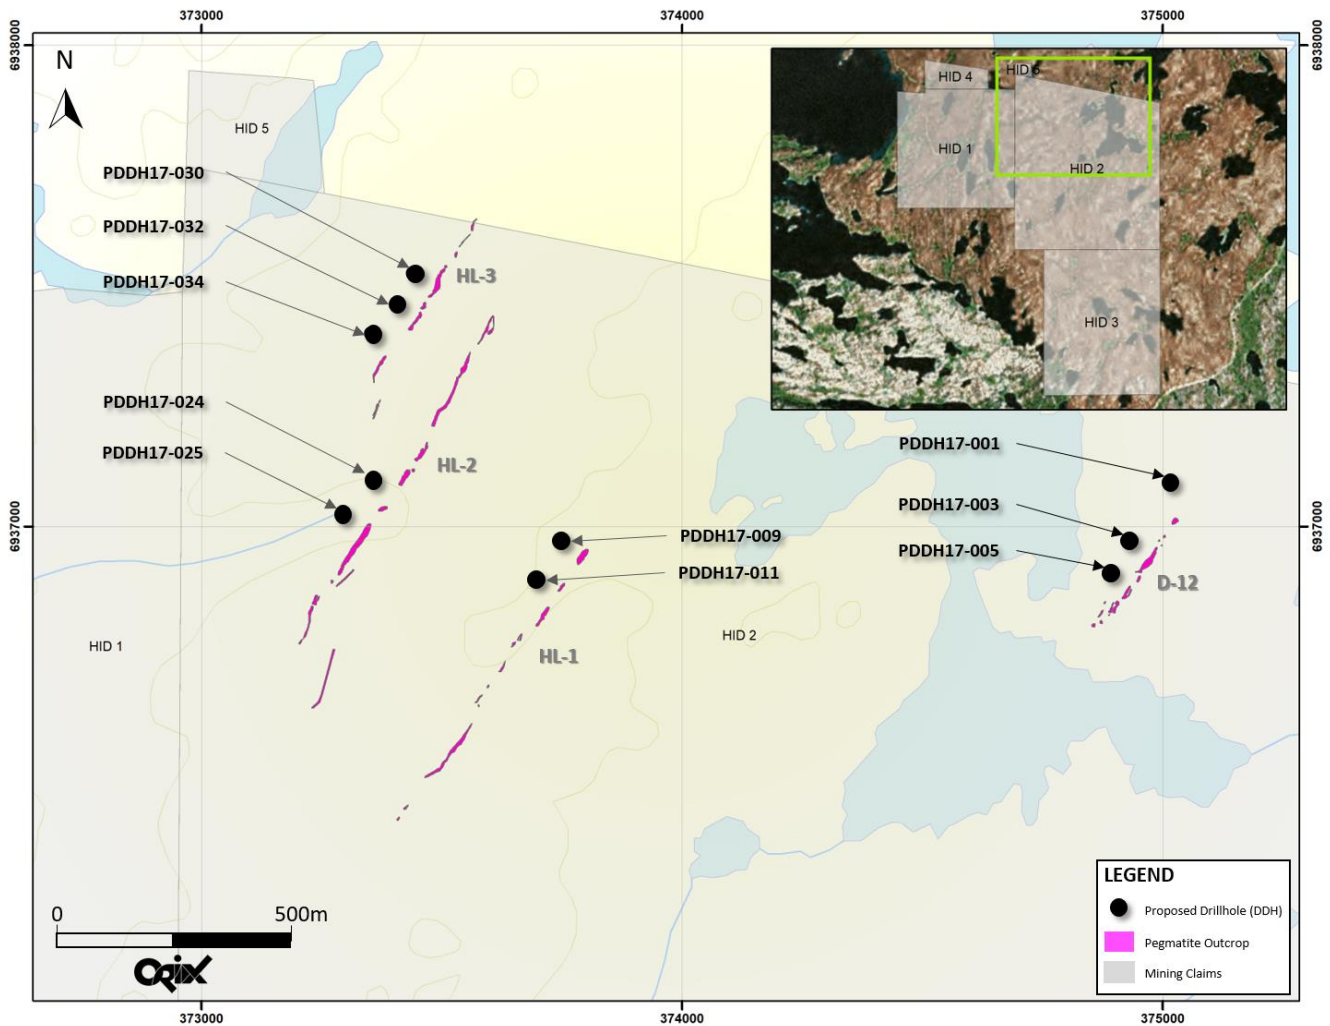 373000
374000
375000
6938000
6938000
N
HID 4
HID 6
HID 5
HID 1
HID 2
PDDH17-030
PDDH17-032
HL-3
PDDH17-034
HID 3
PDDH17-024
PDDH17-001
PDDH17-025
HL-2
PDDH17-003
6937000
6937000
PDDH17-009
PDDH17-005
PDDH17-011
D-12
HID 1
HID 2
HL-1
LEGEND
Proposed Drillhole (DDH)
Pegmatite Outcrop
Mining Claims
0
500m
Opix
373000
374000
375000